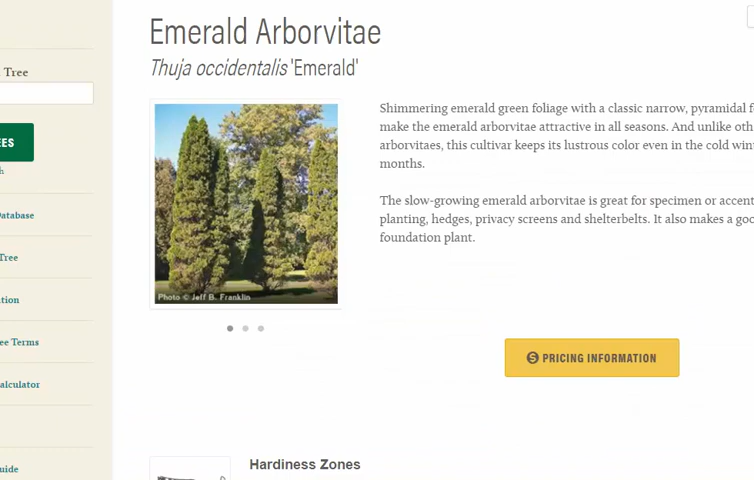 Emerald Arborvitae
Thuja occidentalis 'Emerald'
Tree
EES
h
Database
Tree
tion
ee Terms
alculator
uide
Photo © Jeff B. Franklin
Shimmering emerald green foliage with a classic narrow, pyramidal f
make the emerald arborvitae attractive in all seasons. And unlike oth
arborvitaes, this cultivar keeps its lustrous color even in the cold win
months.
The slow-growing emerald arborvitae is great for specimen or accent
planting, hedges, privacy screens and shelterbelts. It also makes a goo
foundation plant.
PRICING INFORMATION
Hardiness Zones